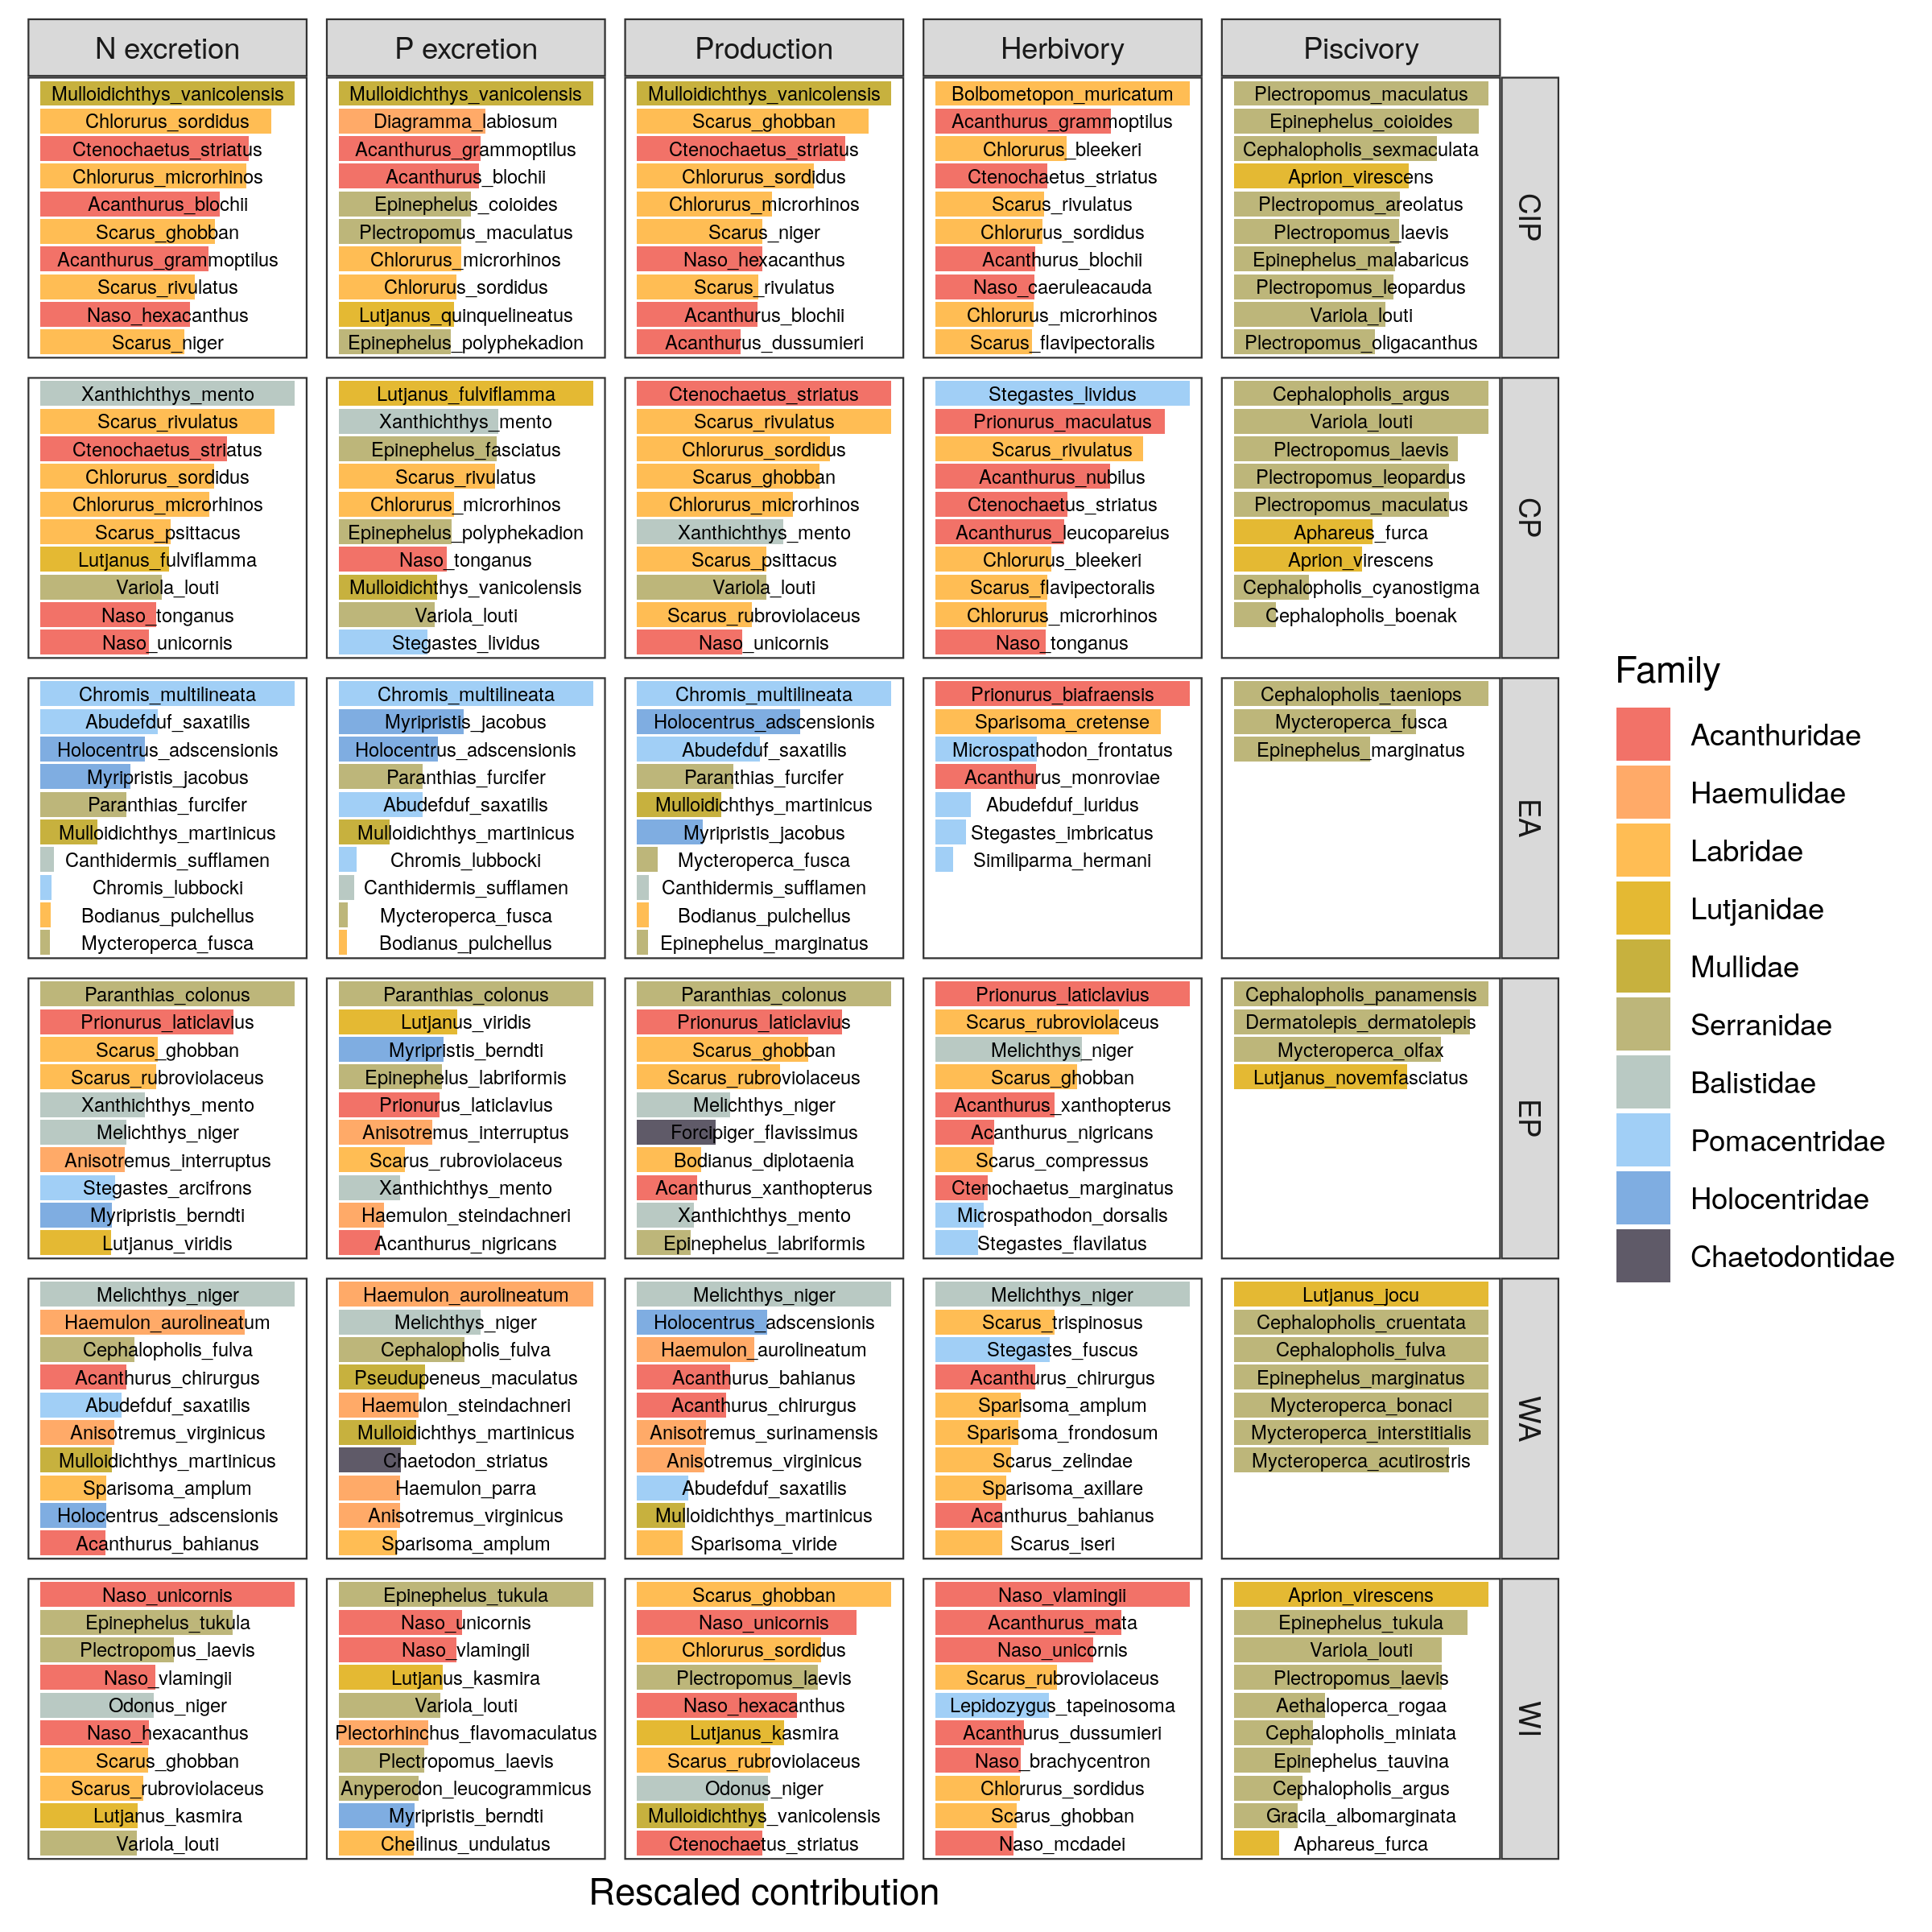 N excretion
P excretion
Production
Herbivory
Piscivory
Mulloidichthys_vanicolensis
Chlorurus_sordidus
Ctenochaetus_striatus
Chlorurus_microrhinos
Acanthurus_blochii
Scarus_ghobban
Acanthurus_grammoptilus
Scarus_rivulatus
Naso_hexacanthus
Scarus_niger
Mulloidichthys_vanicolensis
Diagramma_labiosum
Acanthurus_grammoptilus
Acanthurus_blochii
Epinephelus_coioides
Plectropomus_maculatus
Chlorurus_microrhinos
Chlorurus_sordidus
Lutjanus_quinquelineatus
Epinephelus_polyphekadion
Mulloidichthys_vanicolensis
Scarus_ghobban
Ctenochaetus_striatus
Chlorurus_sordidus
Chlorurus_microrhinos
Scarus_niger
Naso_hexacanthus
Scarus_rivulatus
Acanthurus_blochii
Acanthurus_dussumieri
Bolbometopon_muricatum
Acanthurus_grammoptilus
Chlorurus_bleekeri
Ctenochaetus_striatus
Scarus_rivulatus
Chlorurus_sordidus
Acanthurus_blochii
Naso_caeruleacauda
Chlorurus_microrhinos
Scarus_flavipectoralis
Plectropomus_maculatus
Epinephelus_coioides
Cephalopholis_sexmaculata
Aprion_virescens
Plectropomus_areolatus
Plectropomus_laevis
Epinephelus_malabaricus
Plectropomus_leopardus
Variola_louti
Plectropomus_oligacanthus
CIP
Xanthichthys_mento
Scarus_rivulatus
Ctenochaetus_striatus
Chlorurus_sordidus
Chlorurus_microrhinos
Scarus_psittacus
Lutjanus_fulviflamma
Variola_louti
Naso_tonganus
Naso_unicornis
Lutjanus_fulviflamma
Xanthichthys_mento
Epinephelus_fasciatus
Scarus_rivulatus
Chlorurus_microrhinos
Epinephelus_polyphekadion
Naso_tonganus
Mulloidichthys_vanicolensis
Variola_louti
Stegastes_lividus
Ctenochaetus_striatus
Scarus_rivulatus
Chlorurus_sordidus
Scarus_ghobban
Chlorurus_microrhinos
Xanthichthys_mento
Scarus_psittacus
Variola_louti
Scarus_rubroviolaceus
Naso_unicornis
Stegastes_lividus
Prionurus_maculatus
Scarus_rivulatus
Acanthurus_nubilus
Ctenochaetus_striatus
Acanthurus_leucopareius
Chlorurus_bleekeri
Scarus_flavipectoralis
Chlorurus_microrhinos
Naso_tonganus
Cephalopholis_argus
Variola_louti
Plectropomus_laevis
Plectropomus_leopardus
Plectropomus_maculatus
Aphareus_furca
Aprion_virescens
Cephalopholis_cyanostigma
Cephalopholis_boenak
CP
Chromis_multilineata
Abudefduf_saxatilis
Holocentrus_adscensionis
Myripristis_jacobus
Paranthias_furcifer
Mulloidichthys_martinicus
Canthidermis_sufflamen
Chromis_lubbocki
Bodianus_pulchellus
Mycteroperca_fusca
Chromis_multilineata
Myripristis_jacobus
Holocentrus_adscensionis
Paranthias_furcifer
Abudefduf_saxatilis
Mulloidichthys_martinicus
Chromis_lubbocki
Canthidermis_sufflamen
Mycteroperca_fusca
Bodianus_pulchellus
Chromis_multilineata
Holocentrus_adscensionis
Abudefduf_saxatilis
Paranthias_furcifer
Mulloidichthys_martinicus
Myripristis_jacobus
Mycteroperca_fusca
Canthidermis_sufflamen
Bodianus_pulchellus
Epinephelus_marginatus
Prionurus_biafraensis
Sparisoma_cretense
Microspathodon_frontatus
Acanthurus_monroviae
Abudefduf_luridus
Stegastes_imbricatus
Similiparma_hermani
Cephalopholis_taeniops
Mycteroperca_fusca
Epinephelus_marginatus
EA
Paranthias_colonus
Prionurus_laticlavius
Scarus_ghobban
Scarus_rubroviolaceus
Xanthichthys_mento
Melichthys_niger
Anisotremus_interruptus
Stegastes_arcifrons
Myripristis_berndti
Lutjanus_viridis
Paranthias_colonus
Lutjanus_viridis
Myripristis_berndti
Epinephelus_labriformis
Prionurus_laticlavius
Anisotremus_interruptus
Scarus_rubroviolaceus
Xanthichthys_mento
Haemulon_steindachneri
Acanthurus_nigricans
Paranthias_colonus
Prionurus_laticlavius
Scarus_ghobban
Scarus_rubroviolaceus
Melichthys_niger
Forcipiger_flavissimus
Bodianus_diplotaenia
Acanthurus_xanthopterus
Xanthichthys_mento
Epinephelus_labriformis
Prionurus_laticlavius
Scarus_rubroviolaceus
Melichthys_niger
Scarus_ghobban
Acanthurus_xanthopterus
Acanthurus_nigricans
Scarus_compressus
Ctenochaetus_marginatus
Microspathodon_dorsalis
Stegastes_flavilatus
Cephalopholis_panamensis
Dermatolepis_dermatolepis
Mycteroperca_olfax
Lutjanus_novemfasciatus
EP
Melichthys_niger
Haemulon_aurolineatum
Cephalopholis_fulva
Acanthurus_chirurgus
Abudefduf_saxatilis
Anisotremus_virginicus
Mulloidichthys_martinicus
Sparisoma_amplum
Holocentrus_adscensionis
Acanthurus_bahianus
Haemulon_aurolineatum
Melichthys_niger
Cephalopholis_fulva
Pseudupeneus_maculatus
Haemulon_steindachneri
Mulloidichthys_martinicus
Chaetodon_striatus
Haemulon_parra
Anisotremus_virginicus
Sparisoma_amplum
Melichthys_niger
Holocentrus_adscensionis
Haemulon_aurolineatum
Acanthurus_bahianus
Acanthurus_chirurgus
Anisotremus_surinamensis
Anisotremus_virginicus
Abudefduf_saxatilis
Mulloidichthys_martinicus
Sparisoma_viride
Melichthys_niger
Scarus_trispinosus
Stegastes_fuscus
Acanthurus_chirurgus
Sparisoma_amplum
Sparisoma_frondosum
Scarus_zelindae
Sparisoma_axillare
Acanthurus_bahianus
Scarus_iseri
Lutjanus_jocu
Cephalopholis_cruentata
Cephalopholis_fulva
Epinephelus_marginatus
Mycteroperca_bonaci
Mycteroperca_interstitialis
Mycteroperca_acutirostris
WA
Naso_unicornis
Epinephelus_tukula
Plectropomus_laevis
Naso_vlamingii
Odonus_niger
Naso_hexacanthus
Scarus_ghobban
Scarus_rubroviolaceus
Lutjanus_kasmira
Variola_louti
Epinephelus_tukula
Naso_unicornis
Naso_vlamingii
Lutjanus_kasmira
Variola_louti
Plectorhinchus_flavomaculatus
Plectropomus_laevis
Anyperodon_leucogrammicus
Myripristis_berndti
Cheilinus_undulatus
Scarus_ghobban
Naso_unicornis
Chlorurus_sordidus
Plectropomus_laevis
Naso_hexacanthus
Lutjanus_kasmira
Scarus_rubroviolaceus
Odonus_niger
Mulloidichthys_vanicolensis
Ctenochaetus_striatus
Naso_vlamingii
Acanthurus_mata
Naso_unicornis
Scarus_rubroviolaceus
Lepidozygus_tapeinosoma
Acanthurus_dussumieri
Naso_brachycentron
Chlorurus_sordidus
Scarus_ghobban
Naso_mcdadei
Aprion_virescens
Epinephelus_tukula
Variola_louti
Plectropomus_laevis
Aethaloperca_rogaa
Cephalopholis_miniata
Epinephelus_tauvina
Cephalopholis_argus
Gracila_albomarginata
Aphareus_furca
WI
Rescaled contribution
Family
Acanthuridae
Haemulidae
Labridae
Lutjanidae
Mullidae
Serranidae
Balistidae
Pomacentridae
Holocentridae
Chaetodontidae